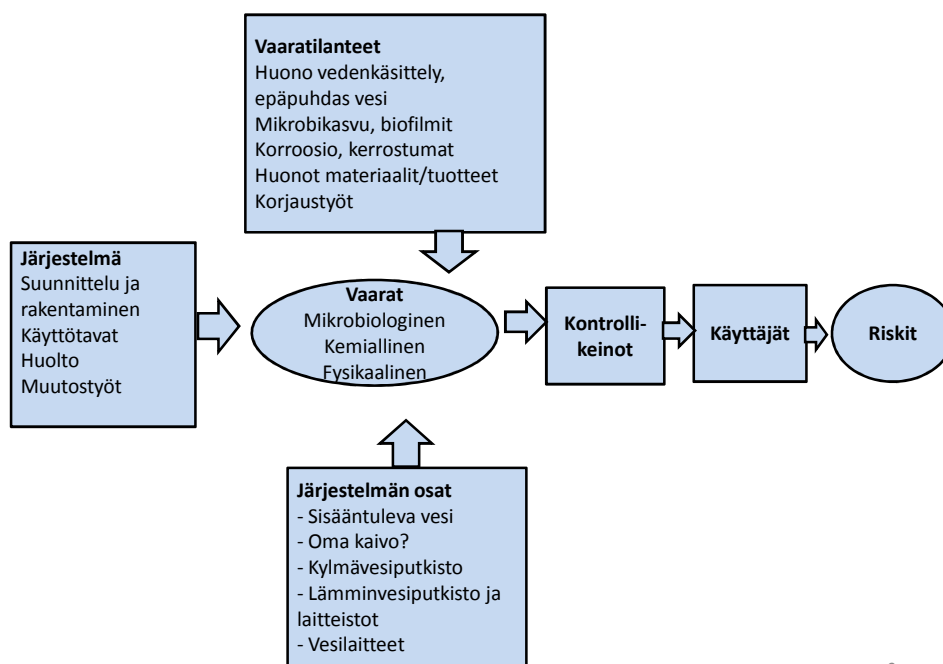 Vaaratilanteet
Huono vedenkäsittely,
epäpuhdas vesi
Mikrobikasvu, biofilmit
Korroosio, kerrostumat
Huonot materiaalit/tuotteet
Korjaustyöt
Järjestelmä
Suunnittelu ja
rakentaminen
Käyttötavat
Huolto
Muutostyöt
Vaarat
Mikrobiologinen
Kemiallinen
Fysikaalinen
Kontrolli-
keinot
Käyttäjät
Riskit
Järjestelmän osat
- Sisääntuleva vesi
- Oma kaivo?
- Kylmävesiputkisto
- Lämminvesiputkisto ja
laitteistot
- Vesilaitteet